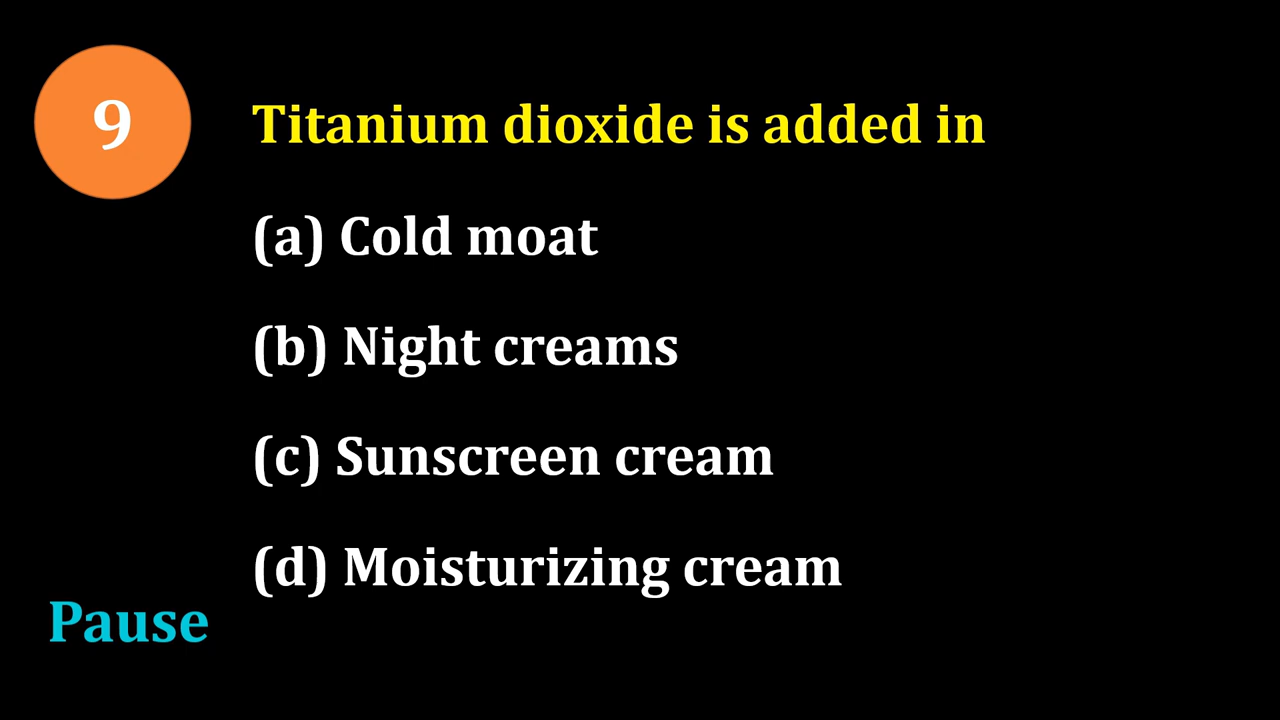 9
Titanium dioxide is added in
(a) Cold moat
(b) Night creams
(c) Sunscreen cream
(d) Moisturizing cream
Pause